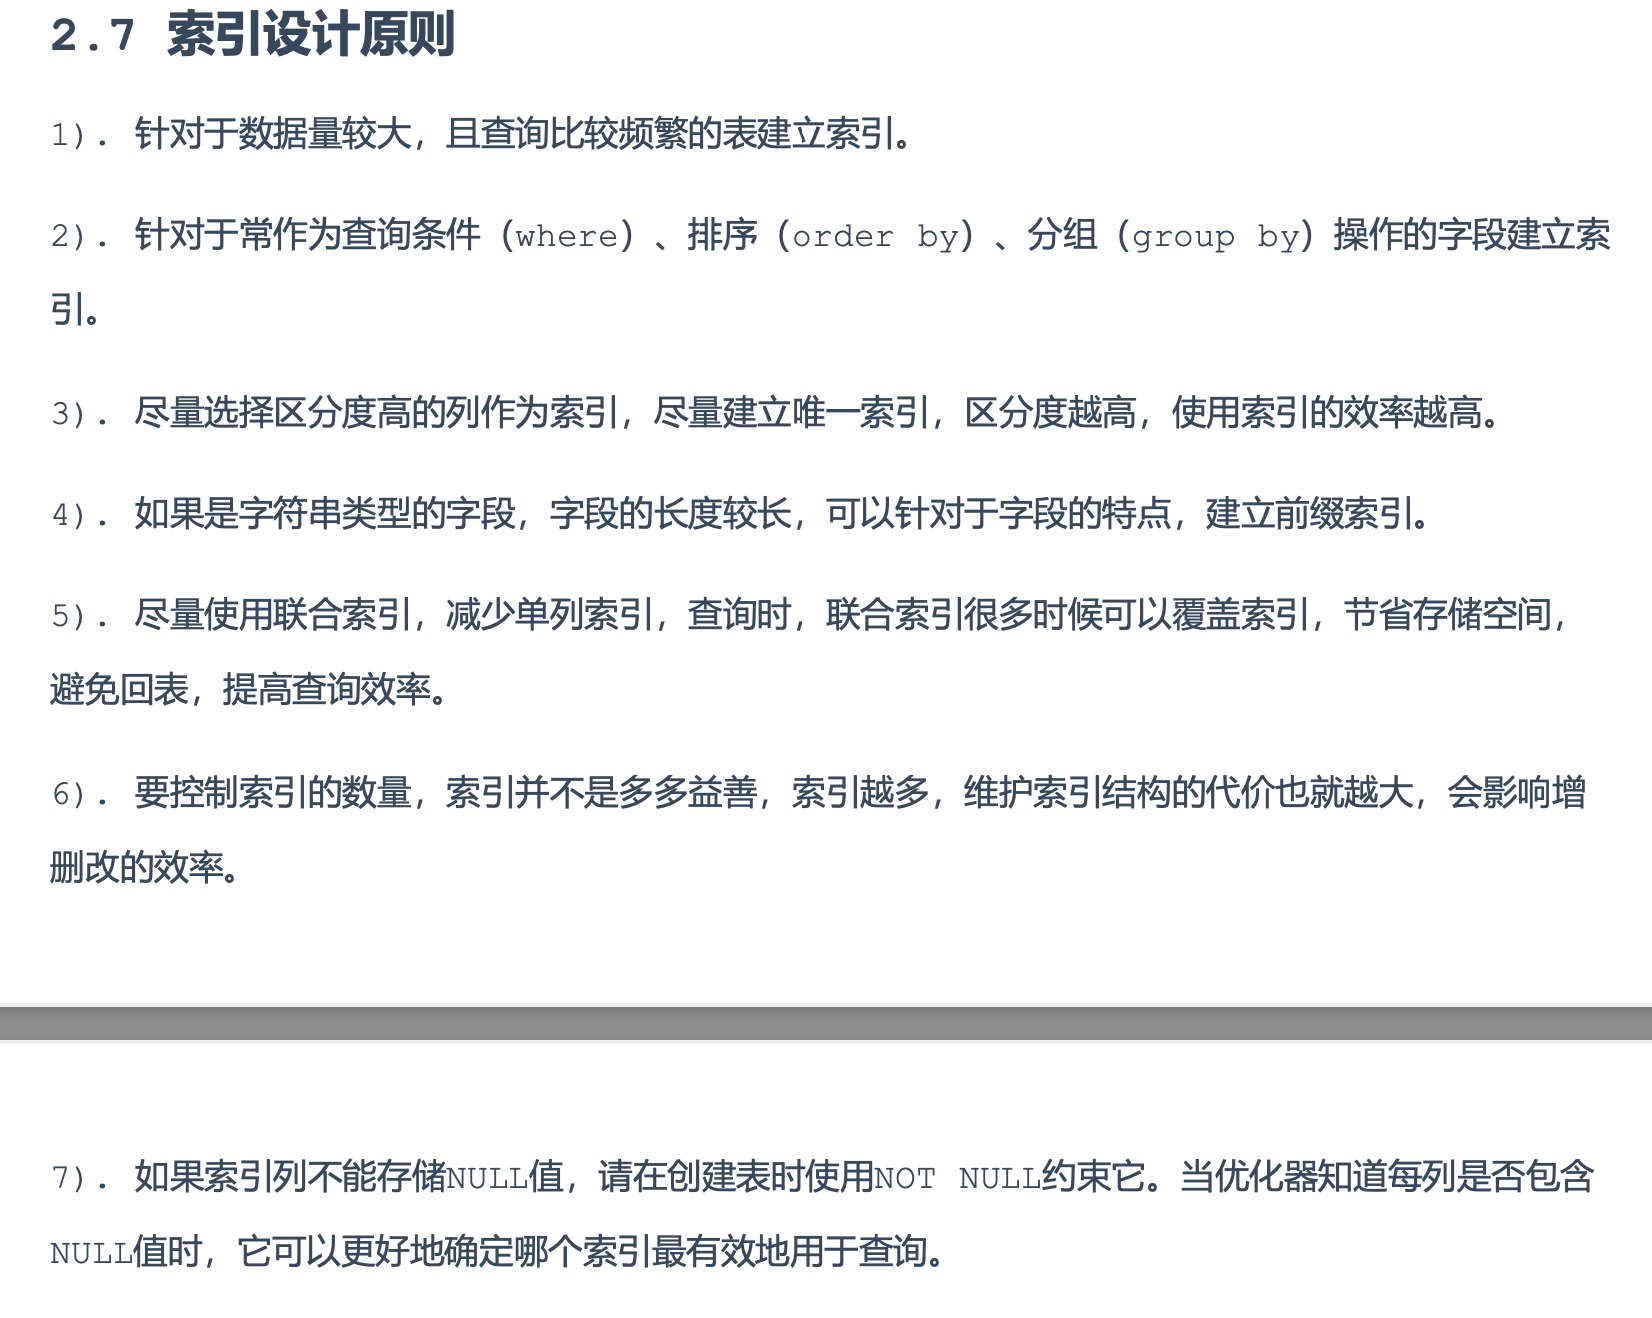 2.7 索引设计原则
1). 针对于数据量较大，且查询比较频繁的表建立索引。
2). 针对于常作为查询条件（where）、排序（order by）、分组（group by）操作的字段建立索
引。
3). 尽量选择区分度高的列作为索引，尽量建立唯一索引，区分度越高，使用索引的效率越高。
4). 如果是字符串类型的字段，字段的长度较长，可以针对于字段的特点，建立前缀索引。
5). 尽量使用联合索引，减少单列索引，查询时，联合索引很多时候可以覆盖索引，节省存储空间，
避免回表，提高查询效率。
6). 要控制索引的数量，索引并不是多多益善，索引越多，维护索引结构的代价也就越大，会影响增
删改的效率。
7). 如果索引列不能存储NULL值，请在创建表时使用NOT NULL约束它。当优化器知道每列是否包含
NULL值时，它可以更好地确定哪个索引最有效地用于查询。